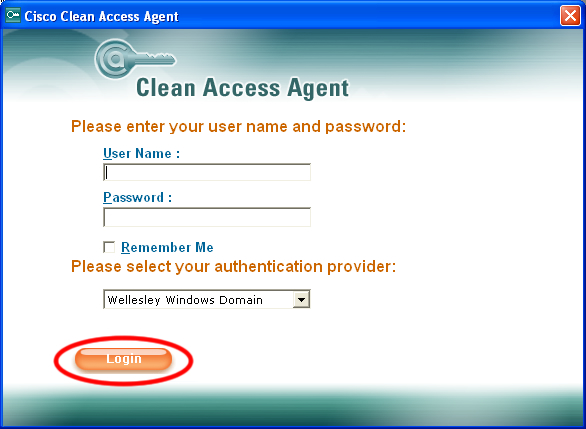 Cisco Clean Access Agent
Clean Access Agent
Please enter your user name and password:
User Name :
Password :
Remember Me
Please select your authentication provider:
Wellesley Windows Domain
Login